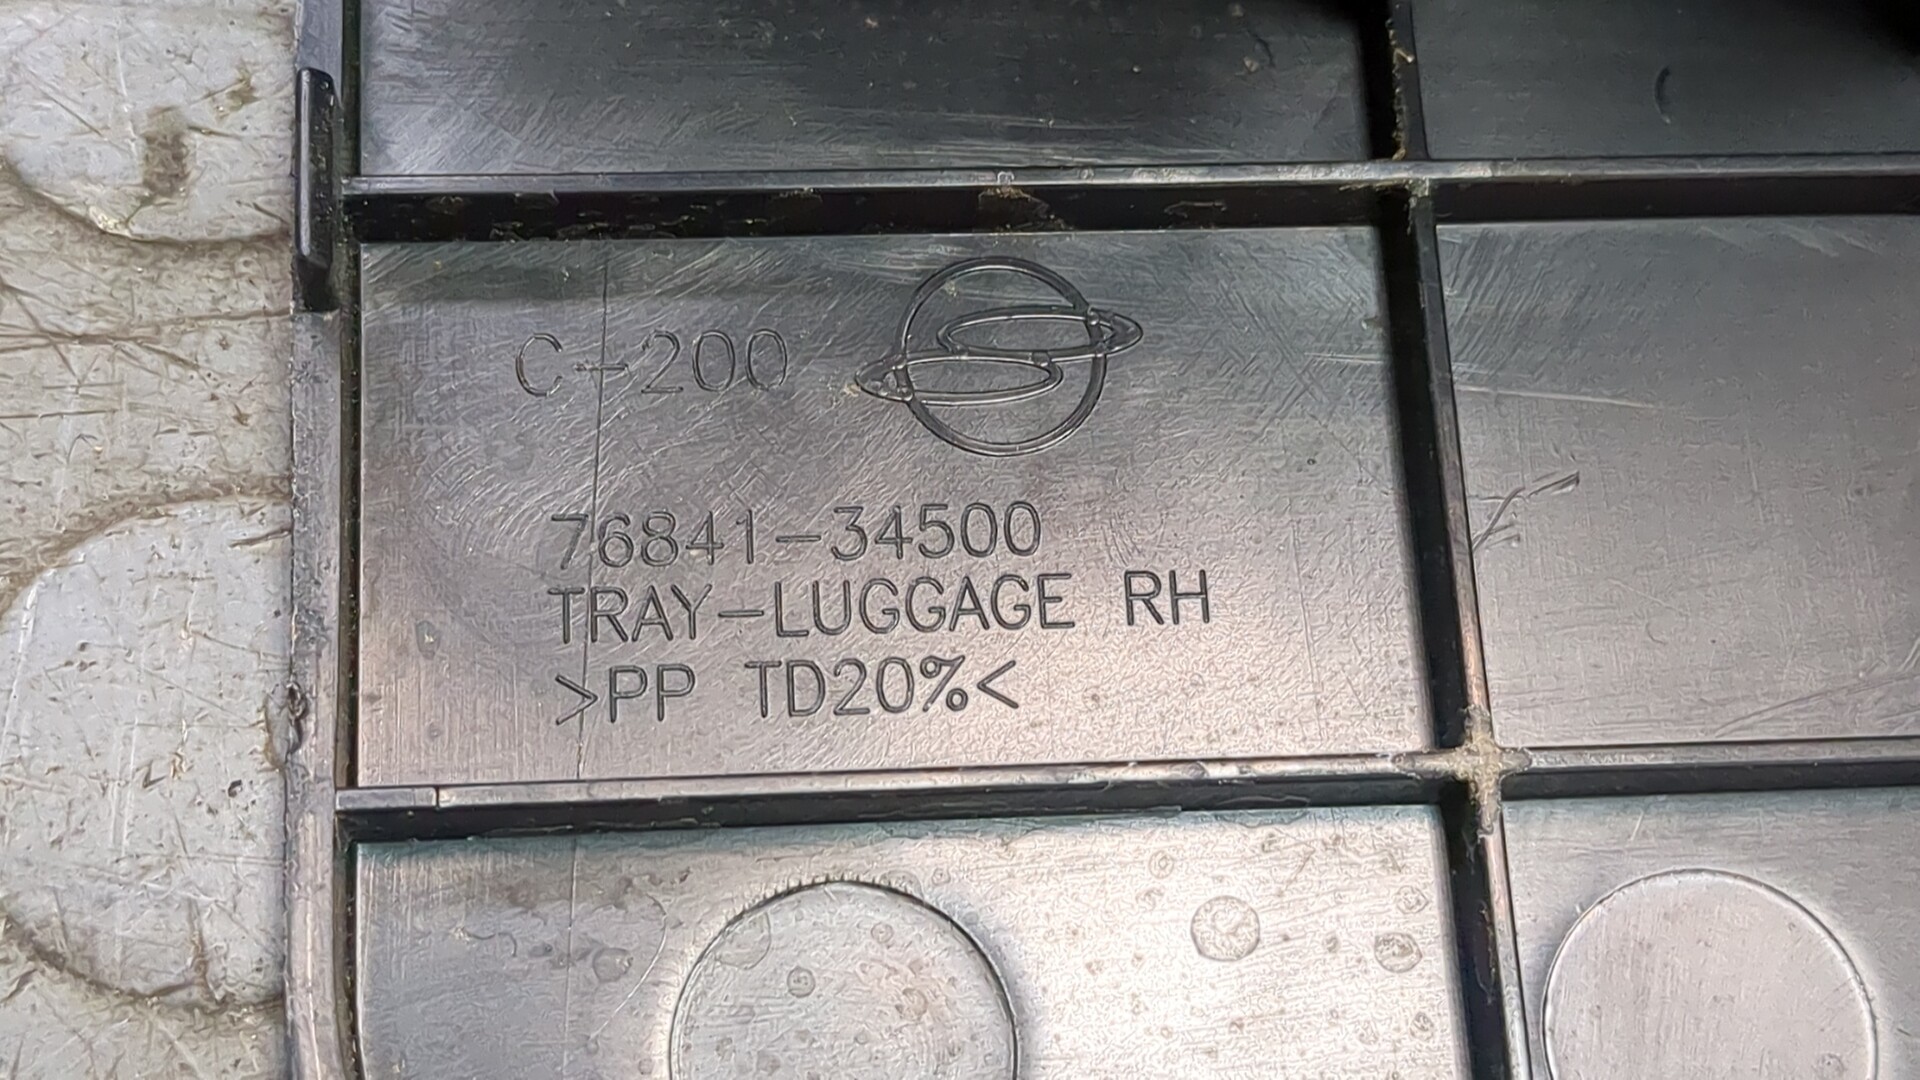 C-200
76841-34500
TRAY-LUGGAGE RH
>PP TD20%<